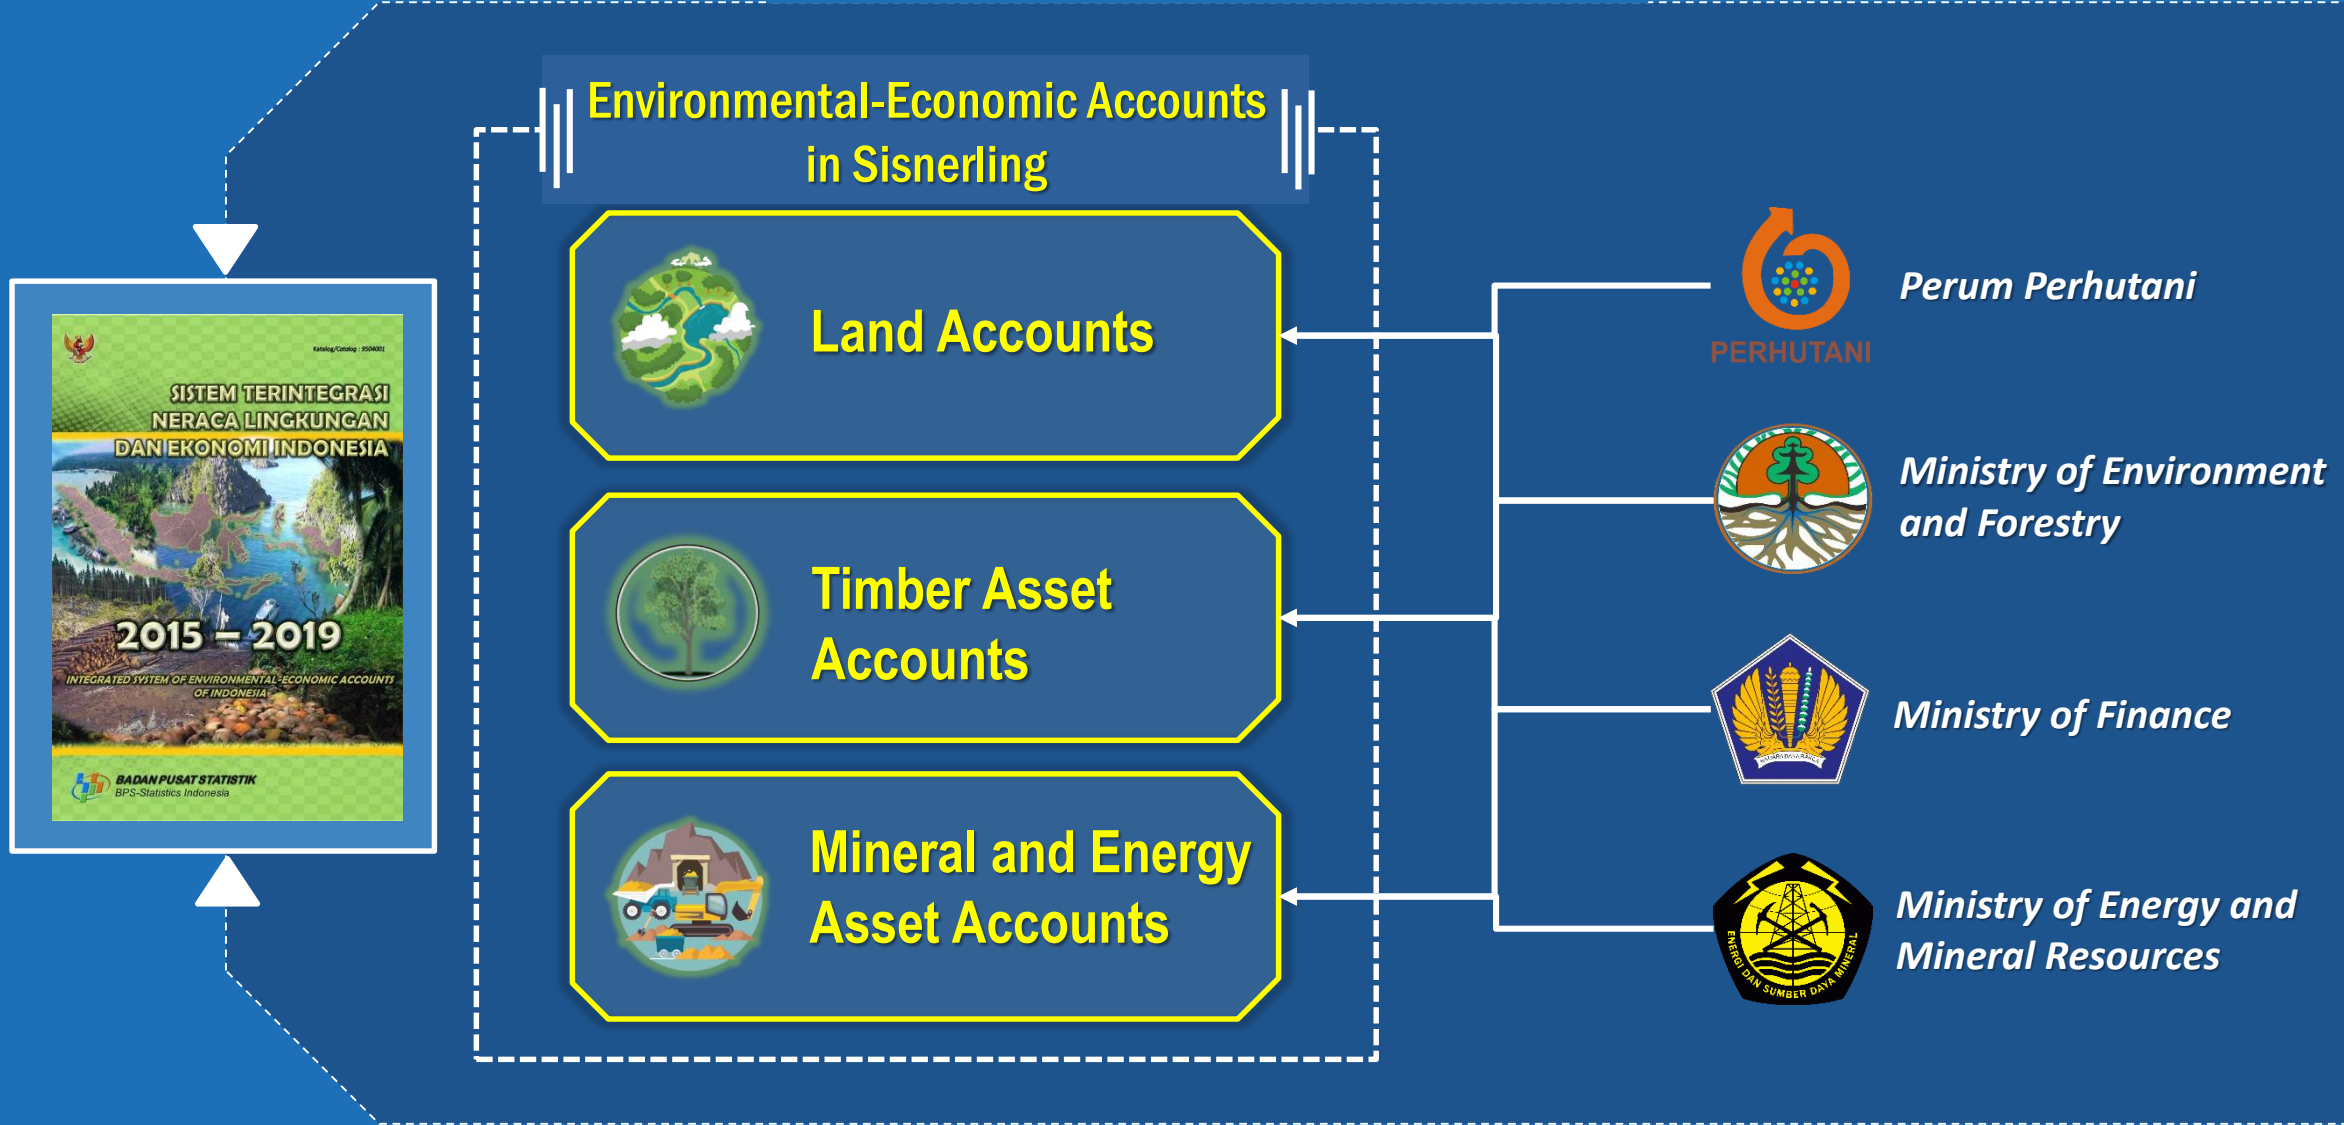 Environmental-Economic Accounts
in Sisnerling
Katalog/Catalog : 9504001
SISTEM TERINTEGRASI
NERACA LINGKUNGAN
DAN EKONOMI INDONESIA
2015 – 2019
INTEGRATED SYSTEM OF ENVIRONMENTAL-ECONOMIC ACCOUNTS
OF INDONESIA
BADAN PUSAT STATISTIK
BPS-Statistics Indonesia
Land Accounts
Timber Asset
Accounts
Mineral and Energy
Asset Accounts
PERHUTANI
Perum Perhutani
Ministry of Environment
and Forestry
Ministry of Finance
ENERGI DAN SUMBER DAYA MINERAL
Ministry of Energy and
Mineral Resources